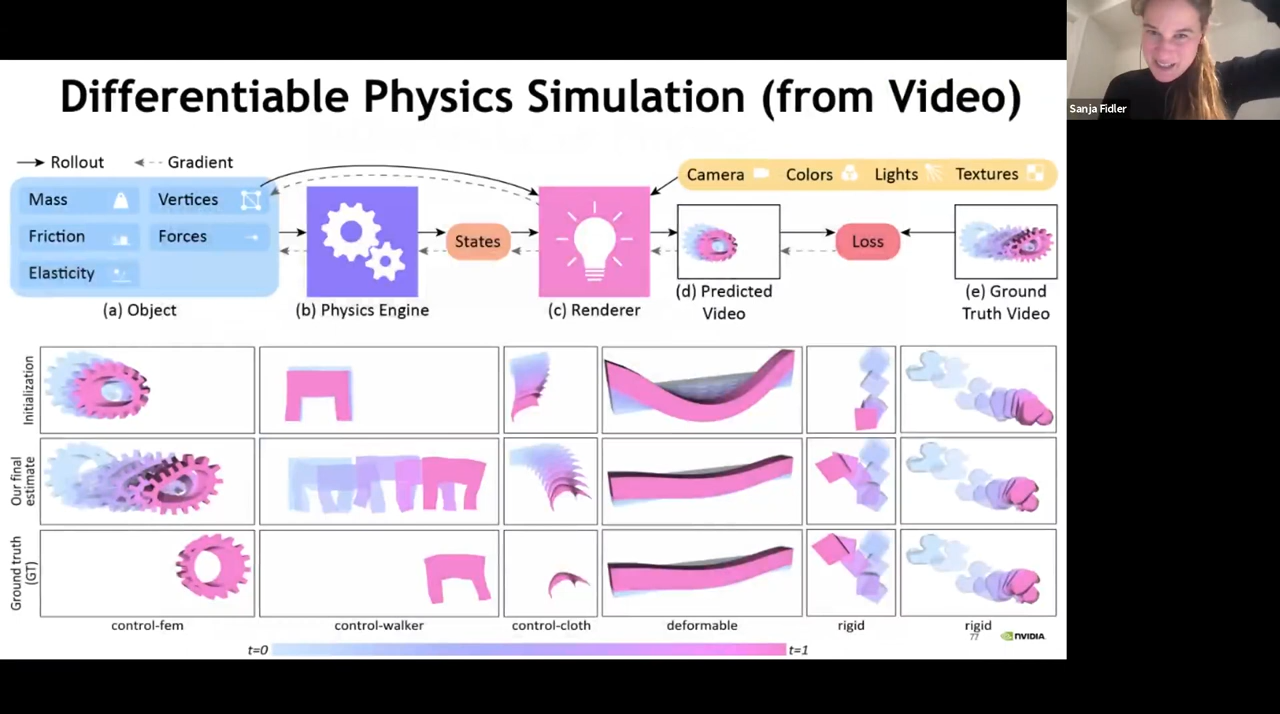 Sanja Fidler
Differentiable Physics Simulation (from Video)
Rollout
Gradient
Mass
Vertices
Friction
Forces
Elasticity
(a) Object
(b) Physics Engine
States
(c) Renderer
Camera
Colors
Lights
Textures
(d) Predicted
Video
Loss
(e) Ground
Truth Video
Initialization
Our final
estimate
Ground truth
(GT)
control-fem
control-walker
control-cloth
deformable
rigid
rigid
77
NVIDIA
t=0
t=1